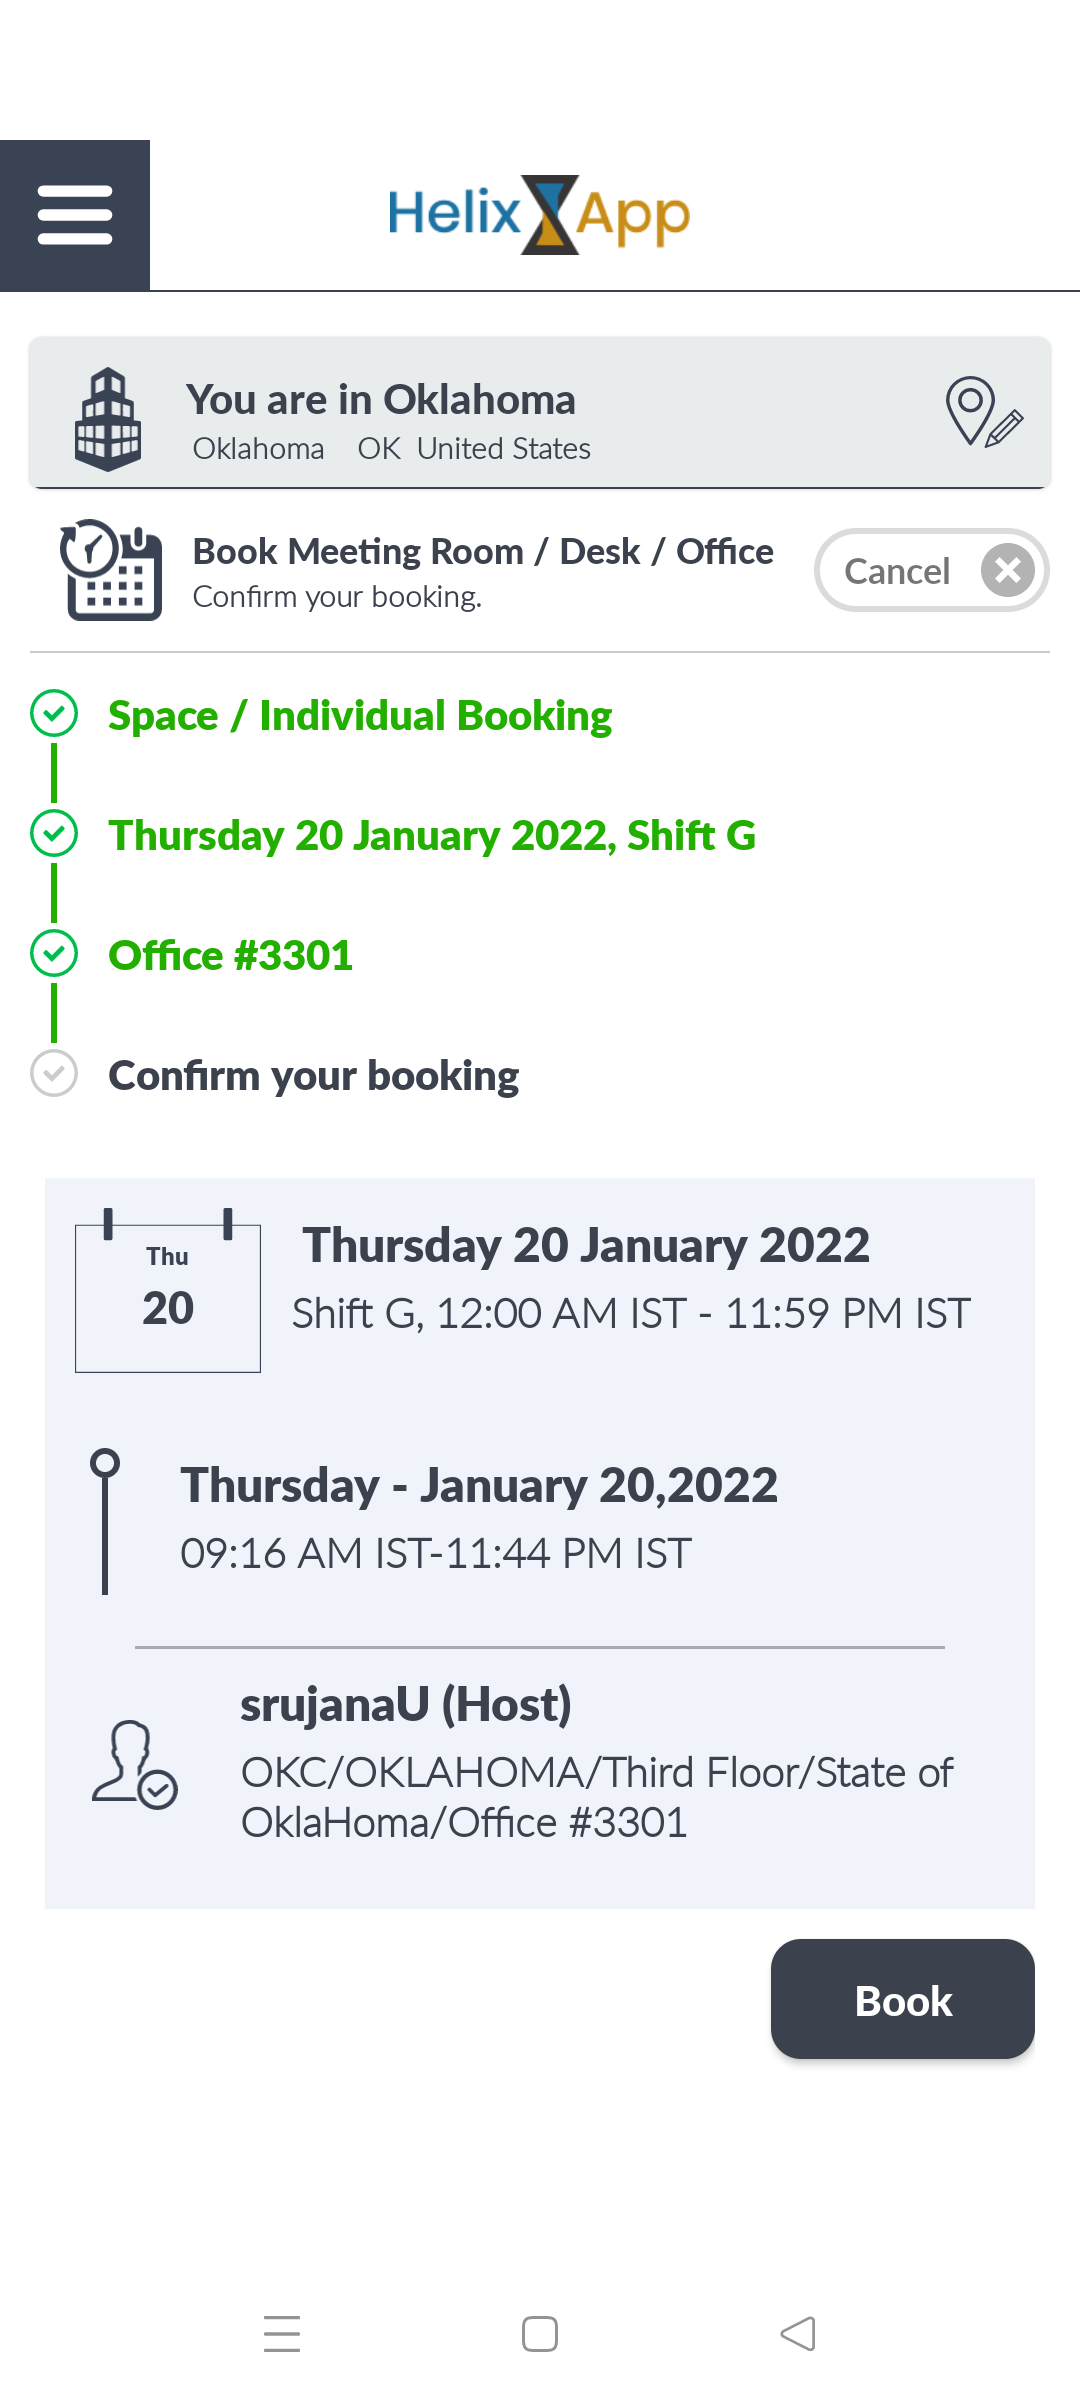 Helix App
You are in Oklahoma
Oklahoma OK United States
Book Meeting Room / Desk / Office
Confirm your booking.
Cancel
Space / Individual Booking
Thursday 20 January 2022, Shift G
Office #3301
Confirm your booking
Thu
20
Thursday 20 January 2022
Shift G, 12:00 AM IST - 11:59 PM IST
Thursday - January 20,2022
09:16 AM IST-11:44 PM IST
srujanaU (Host)
OKC/OKLAHOMA/Third Floor/State of
OklaHoma/Office #3301
Book